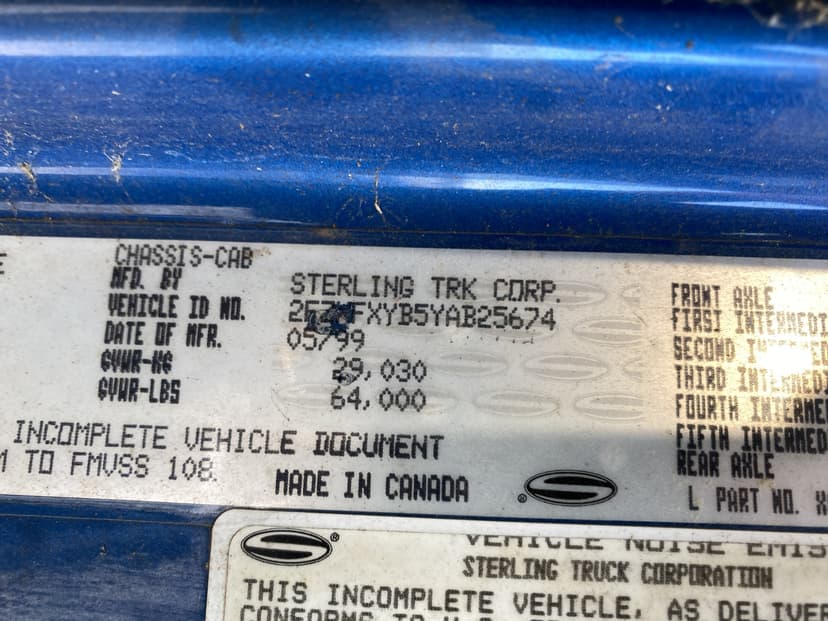 E
CHASSIS-CAB
MFD. BY STERLING TRK CORP.
VEHICLE ID NO.
DATE OF MFR. 05/99
GVWR-KG 29,030
GVWR-LBS 64,000
INCOMPLETE VEHICLE DOCUMENT
M TO FMVSS 108.
MADE IN CANADA
FRONT AXLE
FIRST INTERMEDI
SECOND INTERMED
THIRD INTERMEDI
FOURTH INTERME
FIFTH INTERMED
REAR AXLE
L PART NO. X
VEHICLE NOISE EMIS
STERLING TRUCK CORPORATION
THIS INCOMPLETE VEHICLE, AS DELIVER
CONFORMS TO U.S.